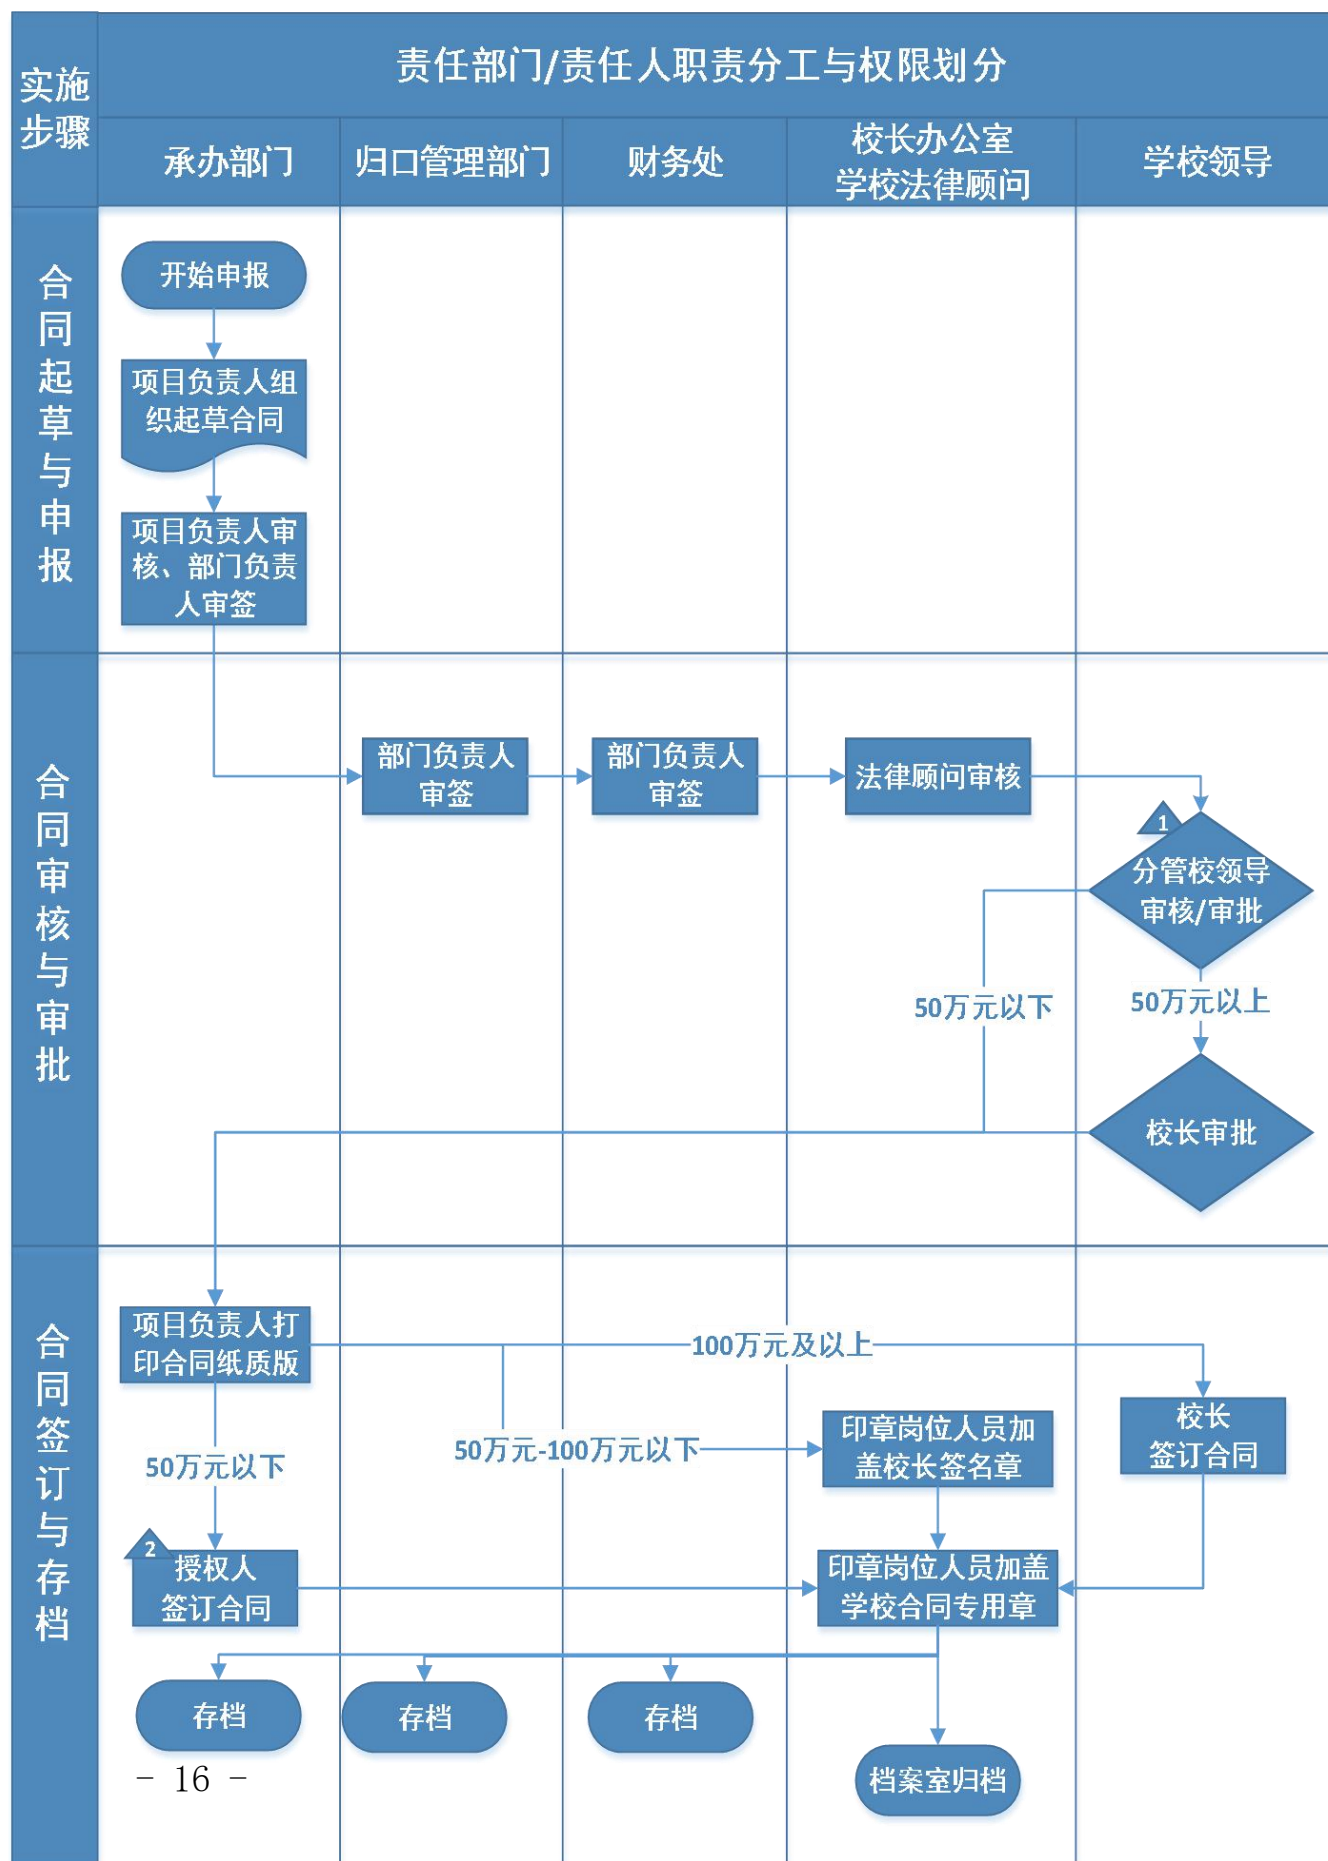 实施
步骤
责任部门/责任人职责分工与权限划分
承办部门
归口管理部门
财务处
校长办公室
学校法律顾问
学校领导
合同起草与申报
开始申报
项目负责人组
织起草合同
项目负责人审
核、部门负责
人审签
合同审核与审批
部门负责人
审签
部门负责人
审签
法律顾问审核
1
分管校领导
审核/审批
50万元以下
50万元以上
校长审批
合同签订与存档
项目负责人打
印合同纸质版
100万元及以上
50万元以下
50万元-100万元以下
印章岗位人员加
盖校长签名章
校长
签订合同
2
授权人
签订合同
印章岗位人员加盖
学校合同专用章
存档
存档
存档
档案室归档
- 16 -